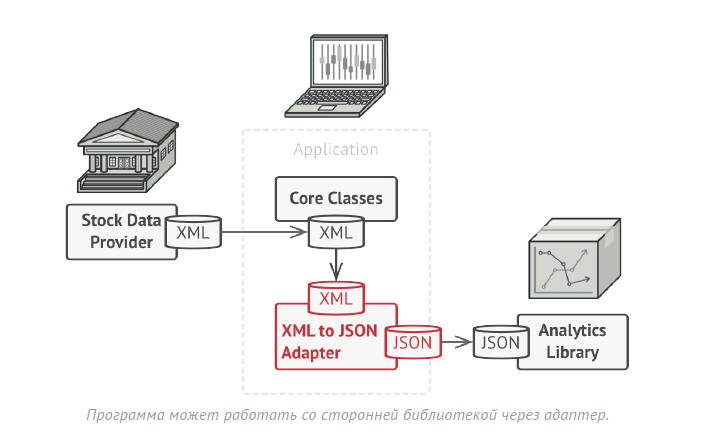 Application
Core Classes
XML
Stock Data
Provider
XML
XML
XML to JSON
Adapter
JSON
JSON
Analytics
Library
Программа может работать со сторонней библиотекой через адаптер.